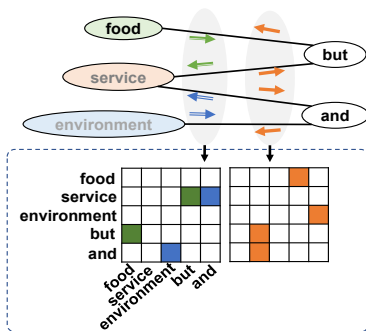 food
but
service
and
environment
food
service
environment
but
and
food
service
environment
but
and